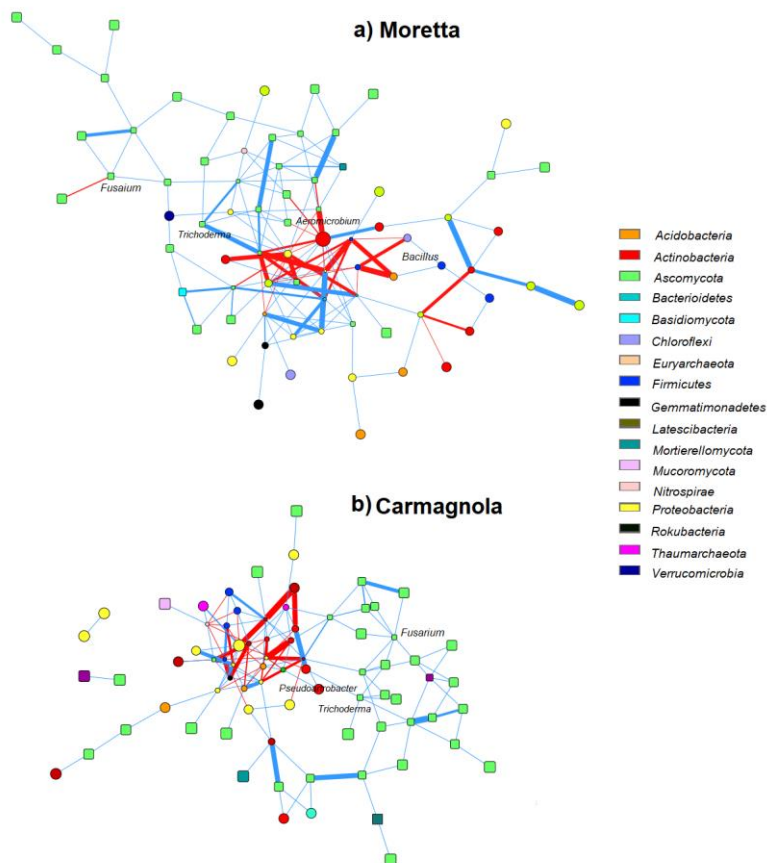 a) Moretta
Fusaium
Trichoderma
Aeromicrobium
Bacillus
Acidobacteria
Actinobacteria
Ascomycota
Bacterioidetes
Basidiomycota
Chloroflexi
Euryarchaeota
Firmicutes
Gemmatimonadetes
Latescibacteria
Mortierellomycota
Mucoromycota
Nitrospirae
Proteobacteria
Rokubacteria
Thaumarchaeota
Verrucomicrobia
b) Carmagnola
Fusarium
Pseudoarthrobacter
Trichoderma